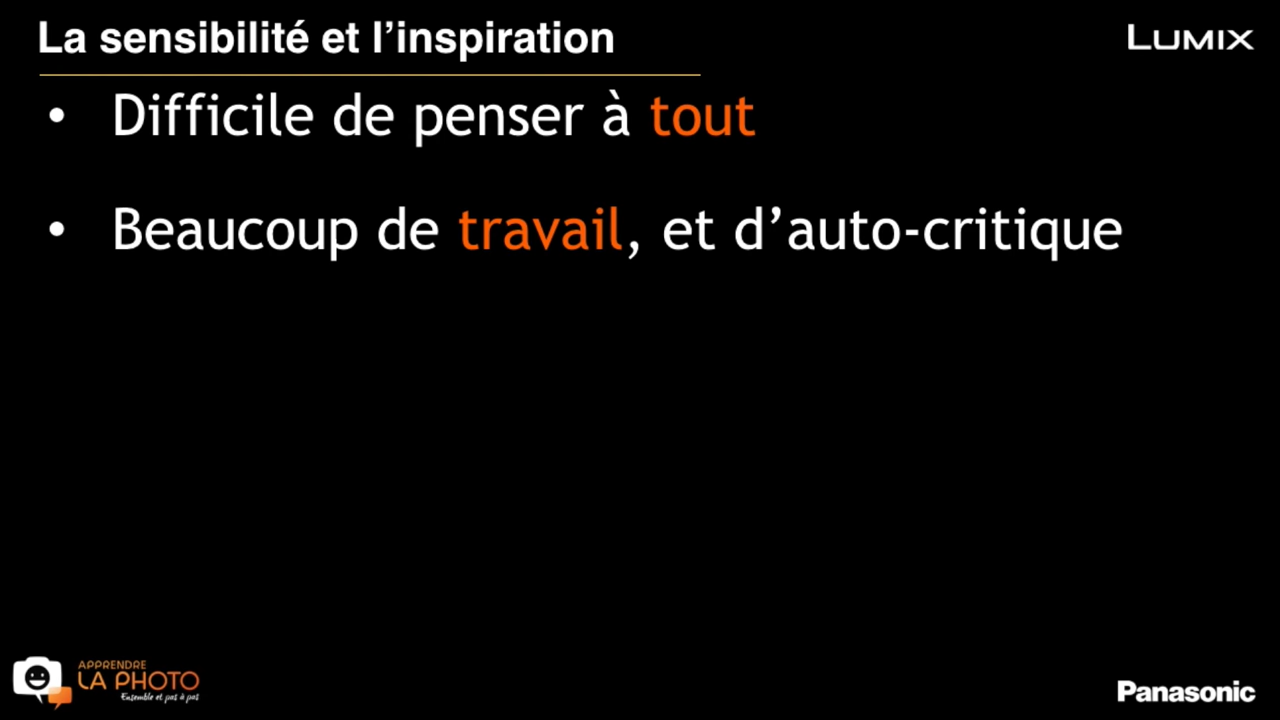 La sensibilité et l’inspiration
LUMIX
• Difficile de penser à tout
• Beaucoup de travail, et d’auto-critique
APPRENDRE
LA PHOTO
Ensemble et pas à pas
Panasonic